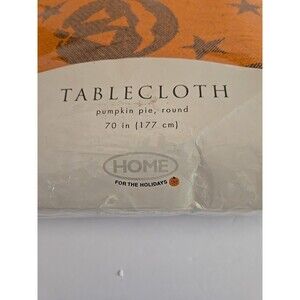 TABLECLOTH
pumpkin pie, round
70 in (177 cm)
HOME
FOR THE HOLIDAYS